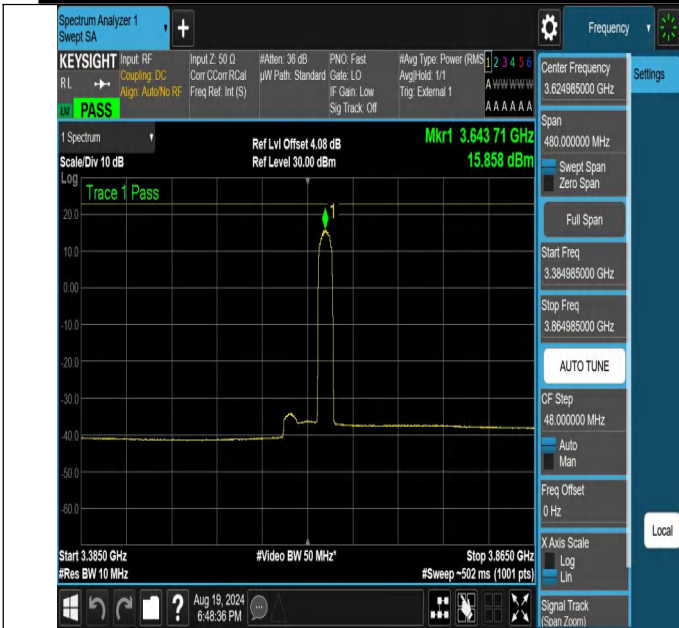 Spectrum Analyzer 1
Swept SA
Frequency
KEYSIGHT
RL
PASS
Input: RF
Coupling: DC
Align: Auto/No RF
Input Z: 50 Ω
Corr CCorr RCal
Freq Ref: Int (S)
#Atten: 36 dB
µW Path: Standard
PNO: Fast
Gate: LO
IF Gain: Low
Sig Track: Off
#Avg Type: Power (RMS
Avg|Hold: 1/1
Trig: External 1
1 2 3 4 5 6
A W W W W W
A A A A A A
1 Spectrum
Scale/Div 10 dB
Ref Lvl Offset 4.08 dB
Ref Level 30.00 dBm
Mkr1 3.643 71 GHz
15.858 dBm
Log
Trace 1 Pass
1
20.0
10.0
0.00
-10.0
-20.0
-30.0
-40.0
-50.0
-60.0
Start 3.3850 GHz
#Res BW 10 MHz
#Video BW 50 MHz*
Stop 3.8650 GHz
#Sweep ~502 ms (1001 pts)
Center Frequency
3.624985000 GHz
Settings
Span
480.000000 MHz
Swept Span
Zero Span
Full Span
Start Freq
3.384985000 GHz
Stop Freq
3.864985000 GHz
AUTO TUNE
CF Step
48.000000 MHz
Auto
Man
Freq Offset
0 Hz
X Axis Scale
Log
Lin
Local
Signal Track
(Span Zoom)
?
Aug 19, 2024
6:48:36 PM